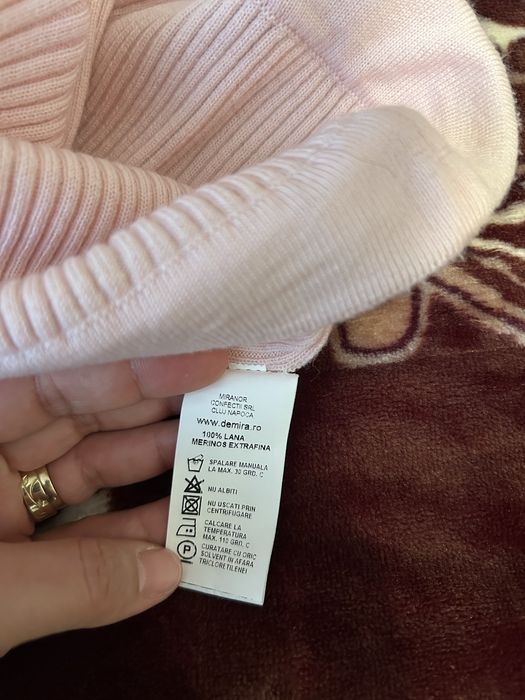 MIRANOR
CONFECTII SRL
CLUJ NAPOCA
www.demira.ro
100% LANA
MERINOS EXTRAFINA
SPALARE MANUALA
LA MAX. 30 GRD. C
NU ALBITI
NU USCATI PRIN
CENTRIFUGARE
CALCARE LA
TEMPERATURA
MAX. 110 GRD. C
P
CURATARE CU ORIC
SOLVENT IN AFARA
TRICLORETILENEI